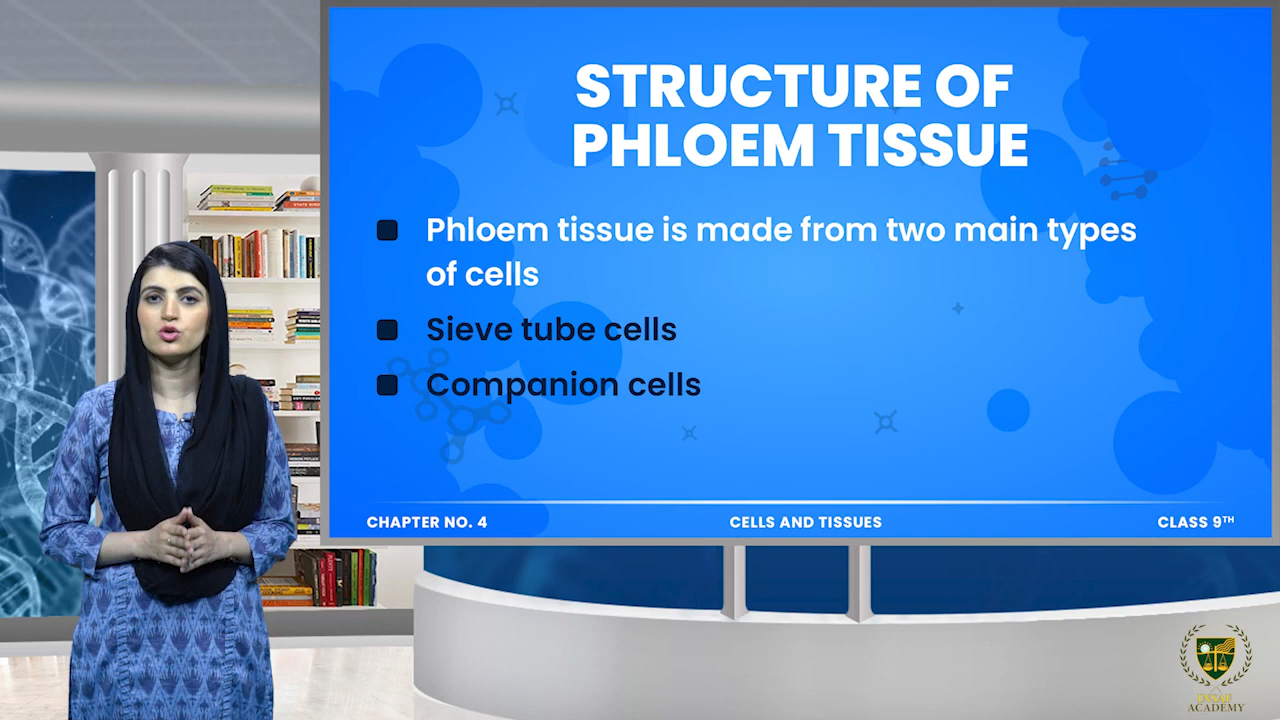 STRUCTURE OF
PHLOEM TISSUE
Phloem tissue is made from two main types
of cells
Sieve tube cells
Companion cells
CHAPTER NO. 4
CELLS AND TISSUES
CLASS 9TH
ACADEMY